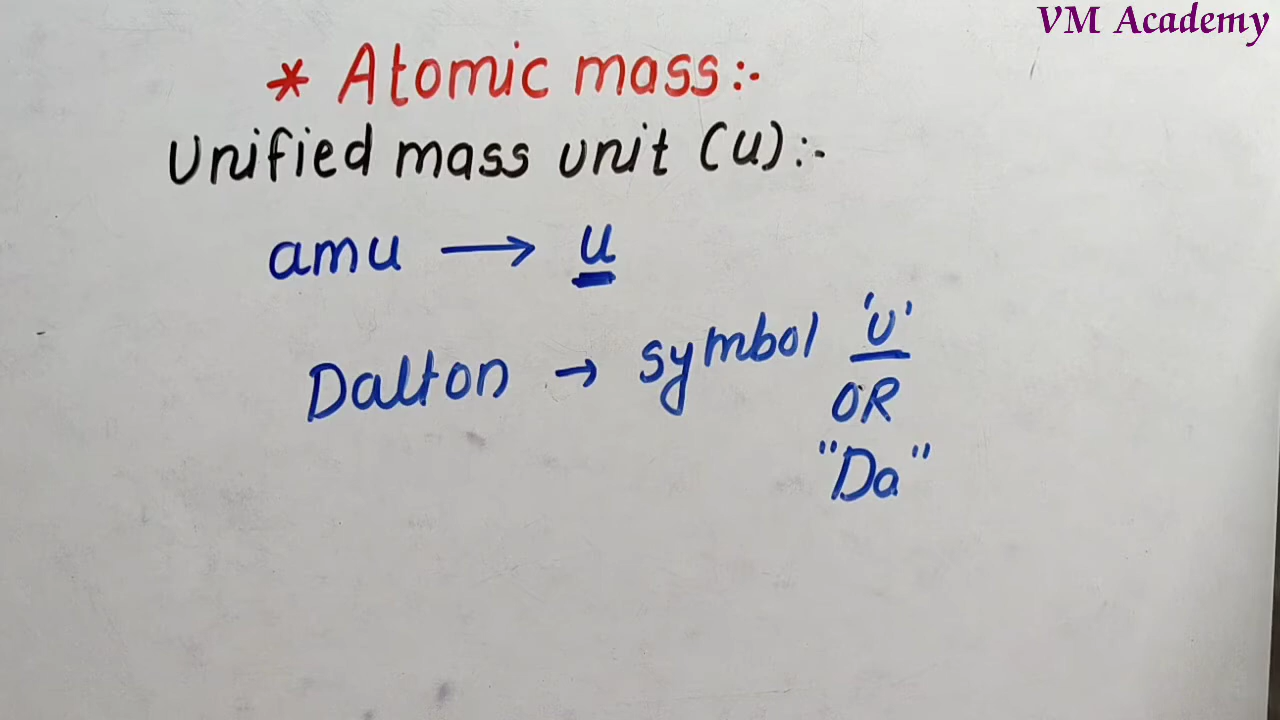 VM Academy
* Atomic mass:-
Unified mass unit (u):-
amu → u
Dalton → symbol 'u'
OR
"Da"